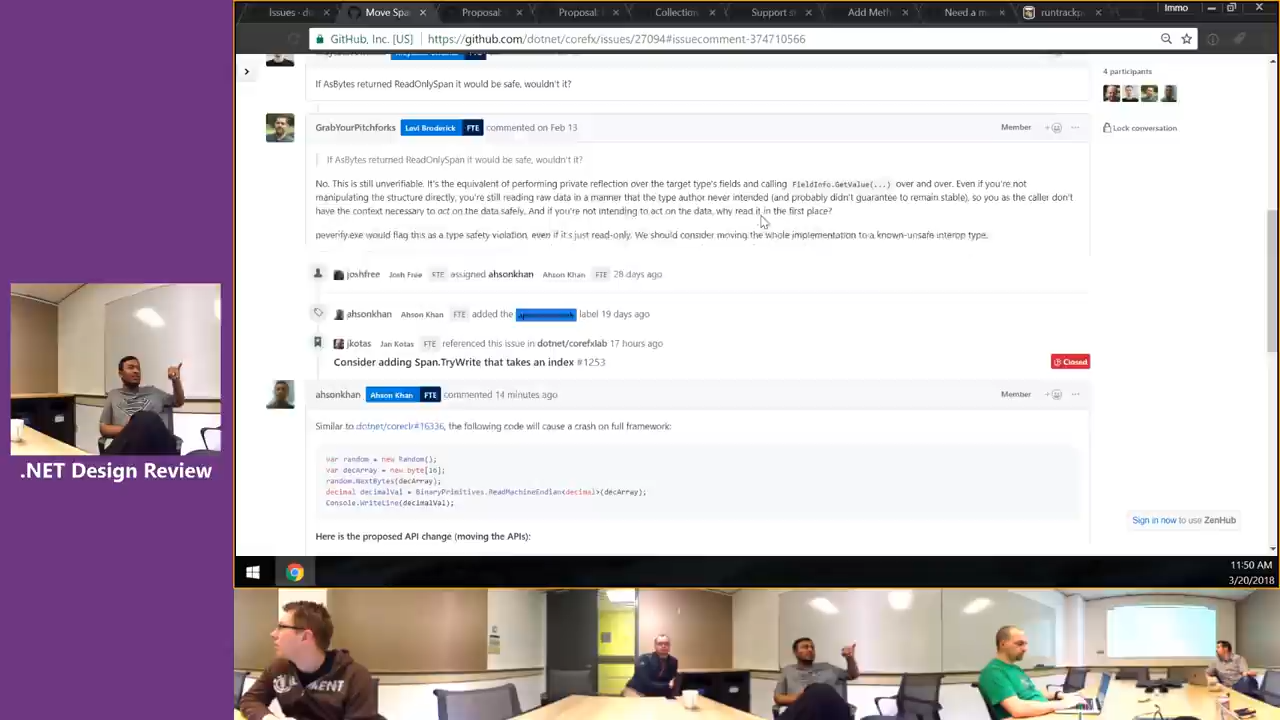 Issues · du
Move Spa
Proposal
Proposal
Collection
Support s
Add Meth
Need a m
runtrackp
Immo
GitHub, Inc. [US]
https://github.com/dotnet/corefx/issues/27094#issuecomment-374710566
If AsBytes returned ReadOnlySpan it would be safe, wouldn't it?
4 participants
Lock conversation
GrabYourPitchforks Levi Broderick FTE commented on Feb 13
Member
If AsBytes returned ReadOnlySpan it would be safe, wouldn't it?
No. This is still unverifiable. It's the equivalent of performing private reflection over the target type's fields and calling FieldInfo.GetValue(...) over and over. Even if you're not
manipulating the structure directly, you're still reading raw data in a manner that the type author never intended (and probably didn't guarantee to remain stable), so you as the caller don't
have the context necessary to act on the data safely. And if you're not intending to act on the data, why read it in the first place?
peverify.exe would flag this as a type safety violation, even if it's just read-only. We should consider moving the whole implementation to a known-unsafe interop type.
joshfree Josh Free FTE assigned ahsonkhan Ahson Khan FTE 28 days ago
ahsonkhan Ahson Khan FTE added the label 19 days ago
jkotas Jan Kotas FTE referenced this issue in dotnet/corefxlab 17 hours ago
Consider adding Span.TryWrite that takes an index #1253
Closed
ahsonkhan Ahson Khan FTE commented 14 minutes ago
Member
Similar to dotnet/coreclr#16336, the following code will cause a crash on full framework:
var random = new Random();
var decArray = new byte[16];
random.NextBytes(decArray);
decimal decimalVal = BinaryPrimitives.ReadMachineEndian<decimal>(decArray);
Console.WriteLine(decimalVal);
Here is the proposed API change (moving the APIs):
Sign in now to use ZenHub
11:50 AM
3/20/2018
.NET Design Review